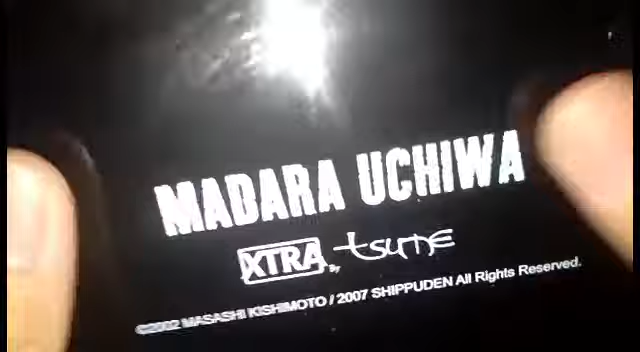 MADARA UCHIWA
XTRA By tsume
©2002 MASASHI KISHIMOTO / 2007 SHIPPUDEN All Rights Reserved.